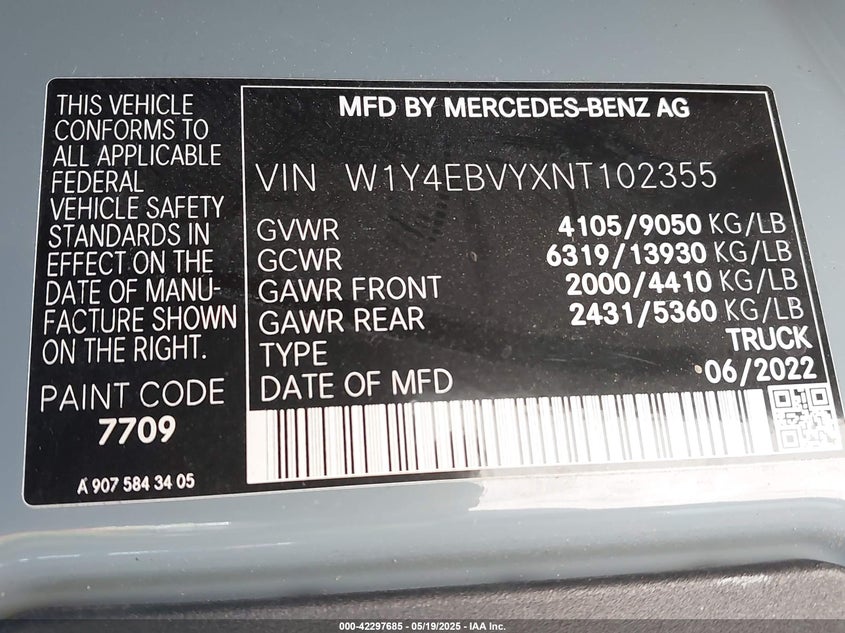 THIS VEHICLE
CONFORMS TO
ALL APPLICABLE
FEDERAL
VEHICLE SAFETY
STANDARDS IN
EFFECT ON THE
DATE OF MANU-
FACTURE SHOWN
ON THE RIGHT.
PAINT CODE
7709
A 907 584 34 05
MFD BY MERCEDES-BENZ AG
VIN W1Y4EBVYXNT102355
GVWR 4105/9050 KG/LB
GCWR 6319/13930 KG/LB
GAWR FRONT 2000/4410 KG/LB
GAWR REAR 2431/5360 KG/LB
TYPE TRUCK
DATE OF MFD 06/2022
000-42297685 - 05/19/2025 - IAA Inc.